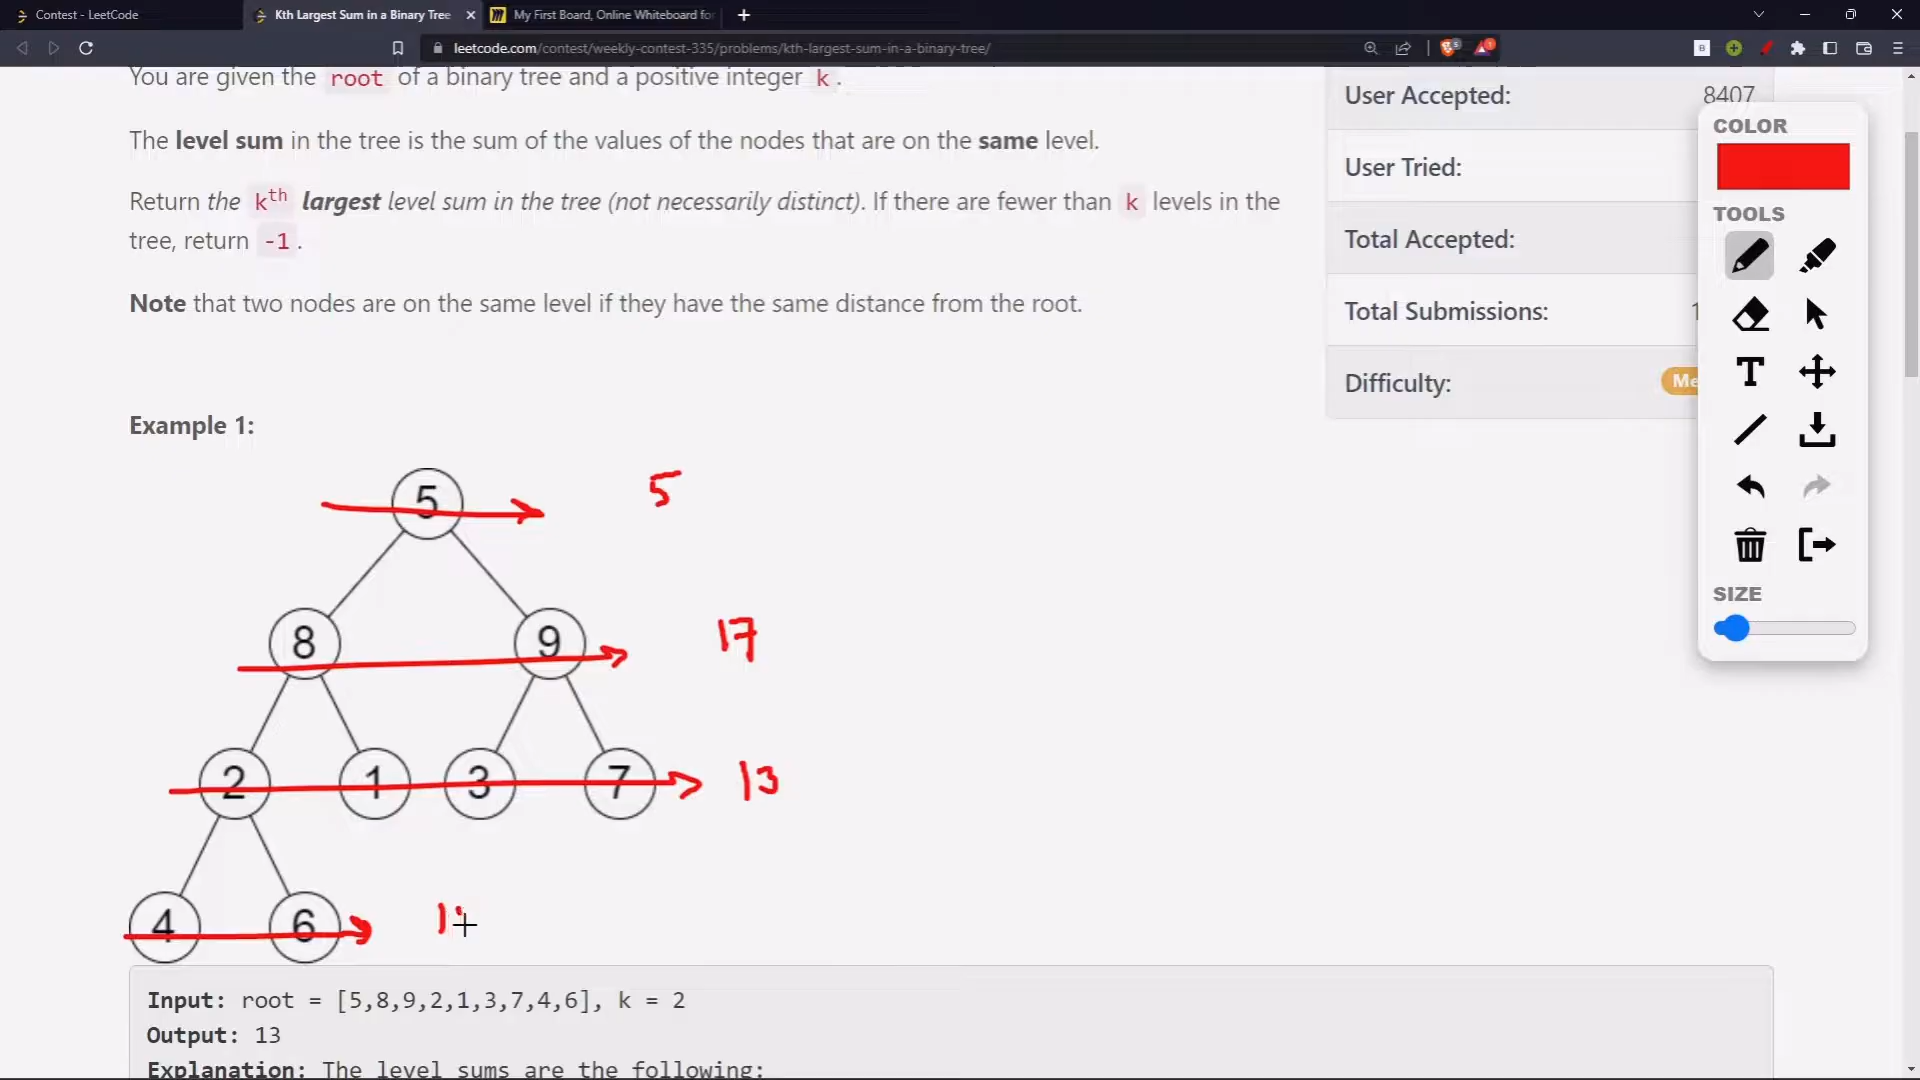 Contest - LeetCode
Kth Largest Sum in a Binary Tree
My First Board, Online Whiteboard for
leetcode.com/contest/weekly-contest-335/problems/kth-largest-sum-in-a-binary-tree/
You are given the root of a binary tree and a positive integer k.
The level sum in the tree is the sum of the values of the nodes that are on the same level.
Return the kth largest level sum in the tree (not necessarily distinct). If there are fewer than k levels in the
tree, return -1.
Note that two nodes are on the same level if they have the same distance from the root.
Example 1:
5
5
8
9
17
2
1
3
7
13
4
6
Input: root = [5,8,9,2,1,3,7,4,6], k = 2
Output: 13
Explanation: The level sums are the following:
User Accepted:
8407
User Tried:
Total Accepted:
Total Submissions:
1
Difficulty:
Me
COLOR
TOOLS
T
SIZE